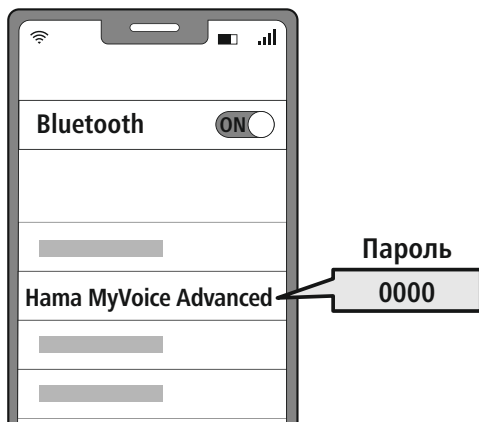 Bluetooth
ON
Hama MyVoice Advanced
Пароль
0000